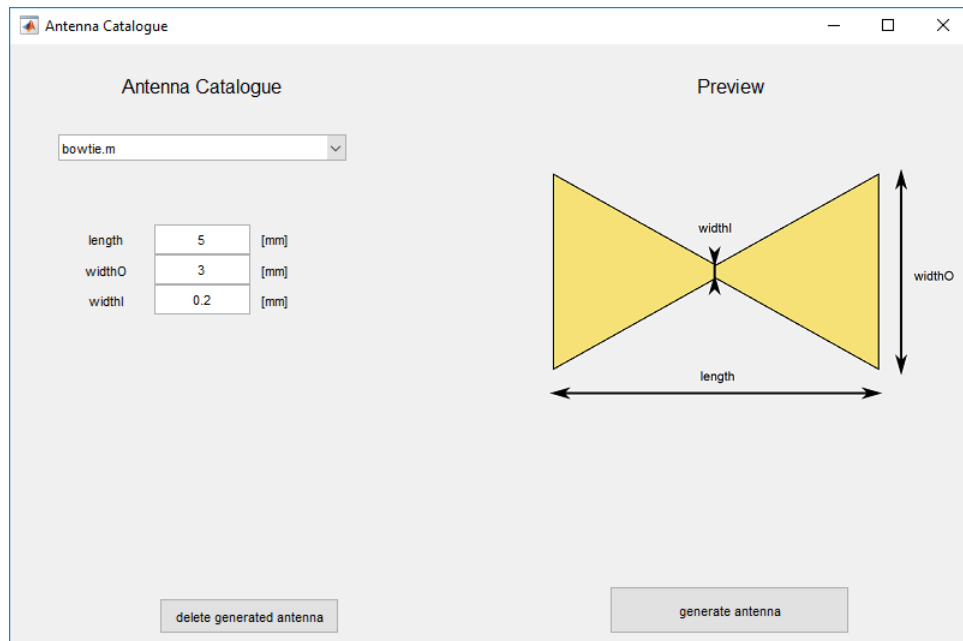 Antenna Catalogue
Antenna Catalogue
Preview
bowtie.m
length 5 [mm]
widthO 3 [mm]
widthI 0.2 [mm]
widthI
widthO
length
delete generated antenna
generate antenna